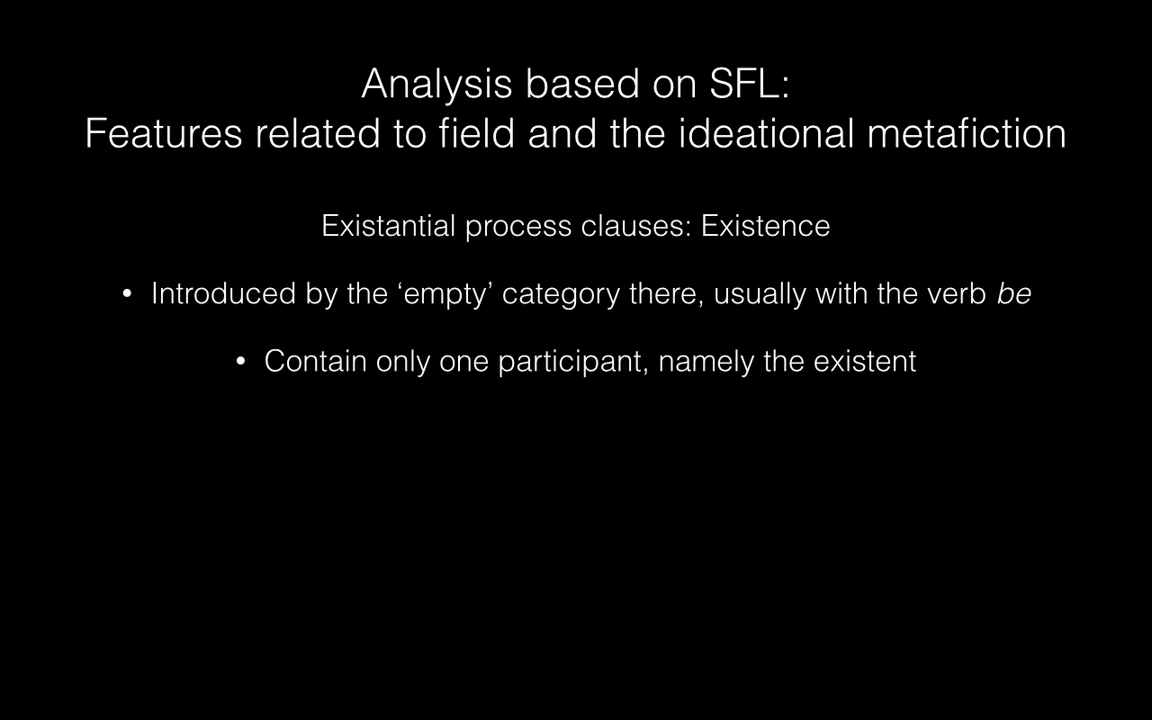 Analysis based on SFL:
Features related to field and the ideational metafiction
Existantial process clauses: Existence
• Introduced by the ‘empty’ category there, usually with the verb be
• Contain only one participant, namely the existent